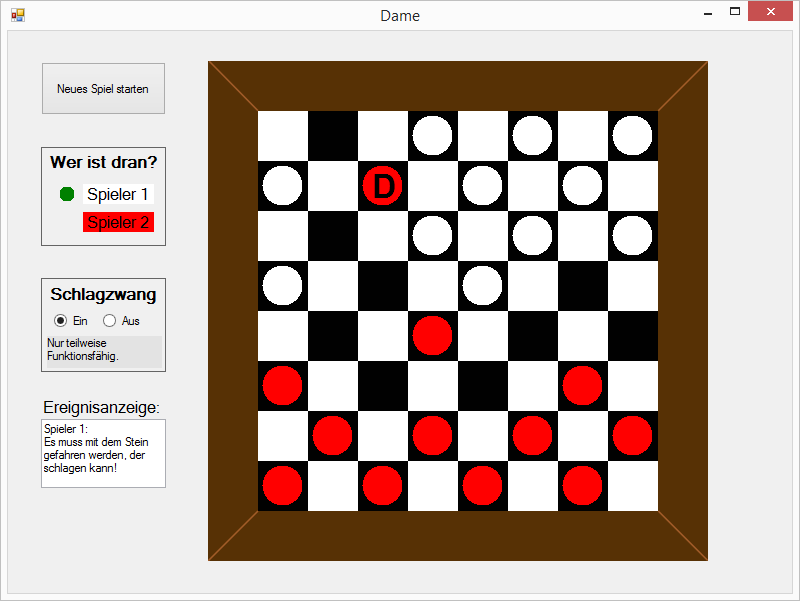 Dame
Neues Spiel starten
Wer ist dran?
Spieler 1
Spieler 2
Schlagzwang
Ein Aus
Nur teilweise
Funktionsfähig.
Ereignisanzeige:
Spieler 1:
Es muss mit dem Stein
gefahren werden, der
schlagen kann!
D